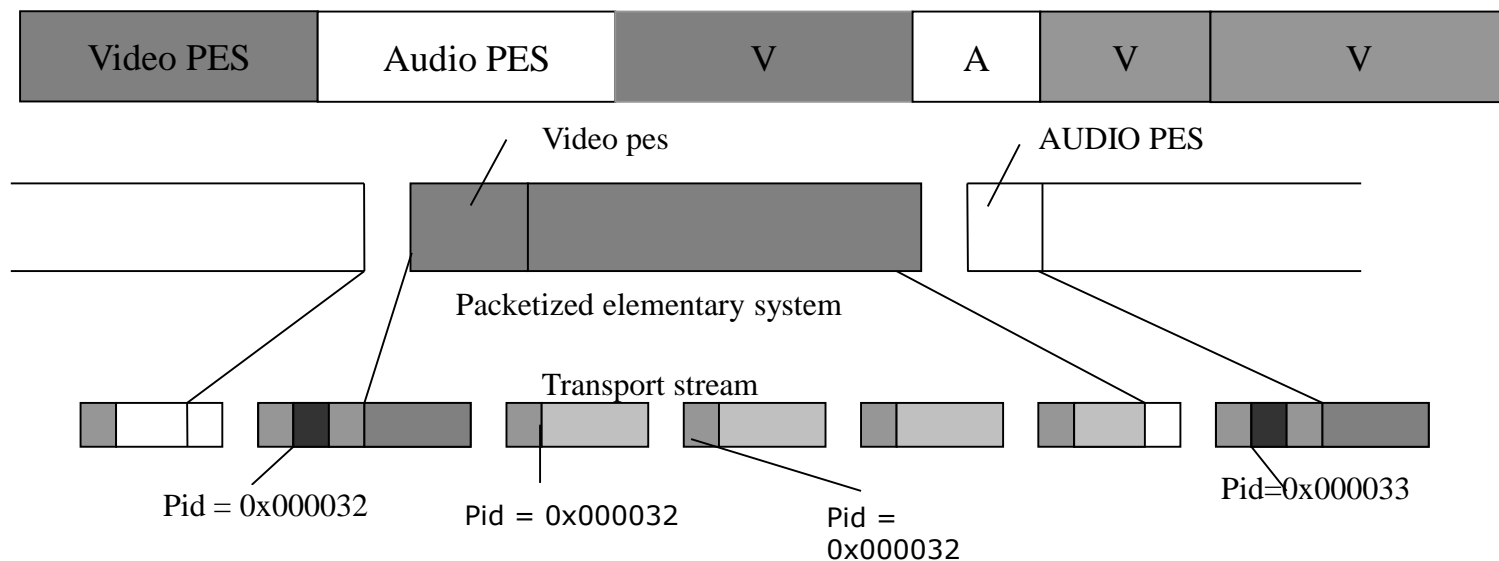 Video PES Audio PES V A V V
Video pes AUDIO PES
Packetized elementary system
Transport stream
Pid = 0x000032 Pid = 0x000032 Pid = Pid=0x000033
0x000032